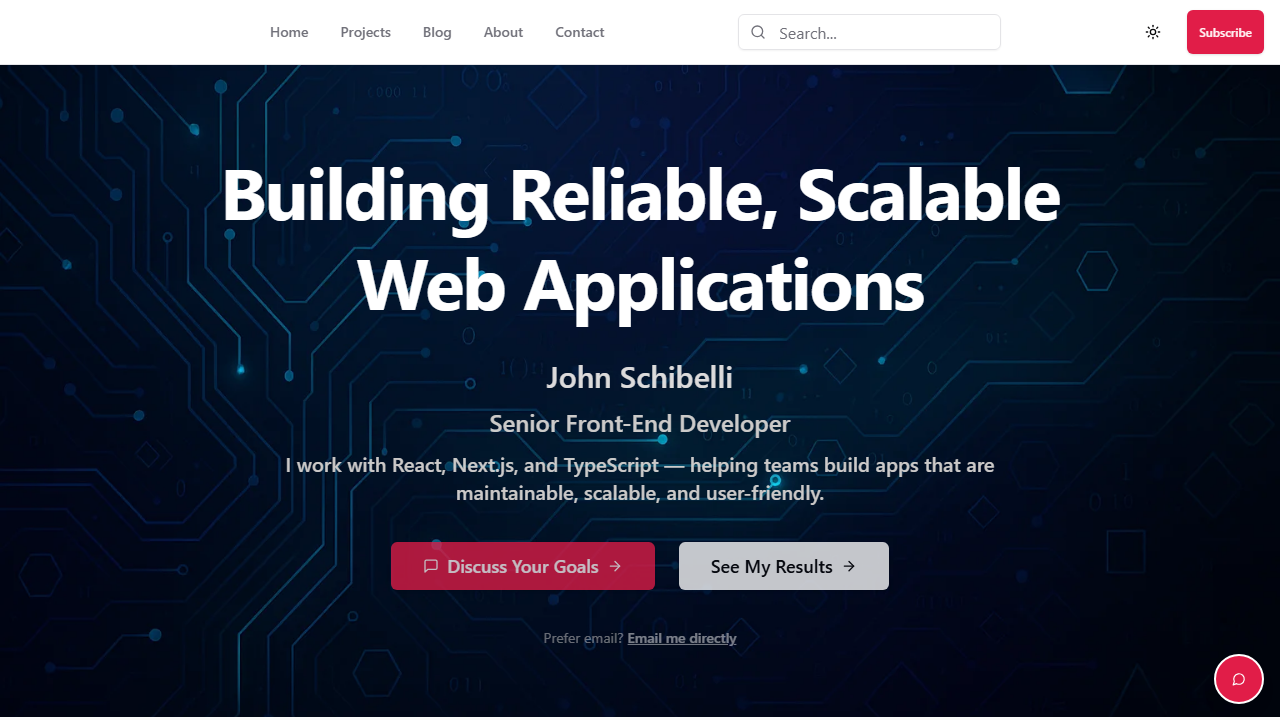 Home
Projects
Blog
About
Contact
Search...
Subscribe
Building Reliable, Scalable
Web Applications
John Schibelli
Senior Front-End Developer
I work with React, Next.js, and TypeScript — helping teams build apps that are
maintainable, scalable, and user-friendly.
Discuss Your Goals
See My Results
Prefer email? Email me directly